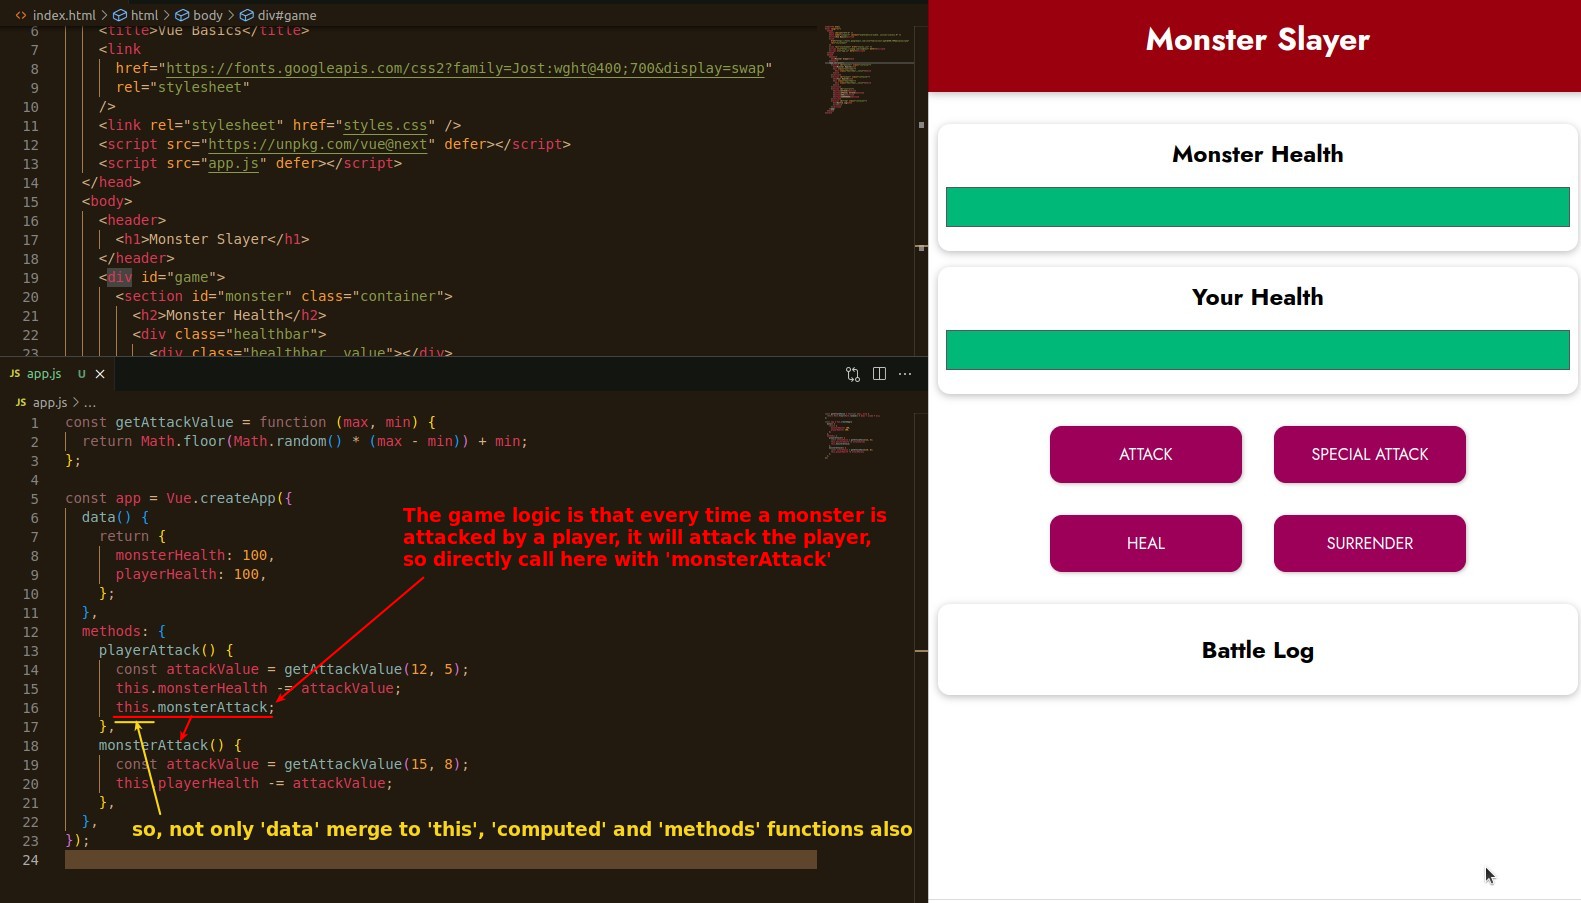 index.html > html > body > div#game
6 <title>Vue Basics</title>
7 <link
8 href="https://fonts.googleapis.com/css2?family=Jost:wght@400;700&display=swap"
9 rel="stylesheet"
10 />
11 <link rel="stylesheet" href="styles.css" />
12 <script src="https://unpkg.com/vue@next" defer></script>
13 <script src="app.js" defer></script>
14 </head>
15 <body>
16 <header>
17 <h1>Monster Slayer</h1>
18 </header>
19 <div id="game">
20 <section id="monster" class="container">
21 <h2>Monster Health</h2>
22 <div class="healthbar">
23 <div class="healthbar__value"></div>
JS app.js U
JS app.js > ...
1 const getAttackValue = function (max, min) {
2 return Math.floor(Math.random() * (max - min)) + min;
3 };
4
5 const app = Vue.createApp({
6 data() {
7 return {
8 monsterHealth: 100,
9 playerHealth: 100,
10 };
11 },
12 methods: {
13 playerAttack() {
14 const attackValue = getAttackValue(12, 5);
15 this.monsterHealth -= attackValue;
16 this.monsterAttack;
17 },
18 monsterAttack() {
19 const attackValue = getAttackValue(15, 8);
20 this.playerHealth -= attackValue;
21 },
22 },
23 });
24
The game logic is that every time a monster is
attacked by a player, it will attack the player,
so directly call here with 'monsterAttack'
so, not only 'data' merge to 'this', 'computed' and 'methods' functions also
Monster Slayer
Monster Health
Your Health
ATTACK
SPECIAL ATTACK
HEAL
SURRENDER
Battle Log